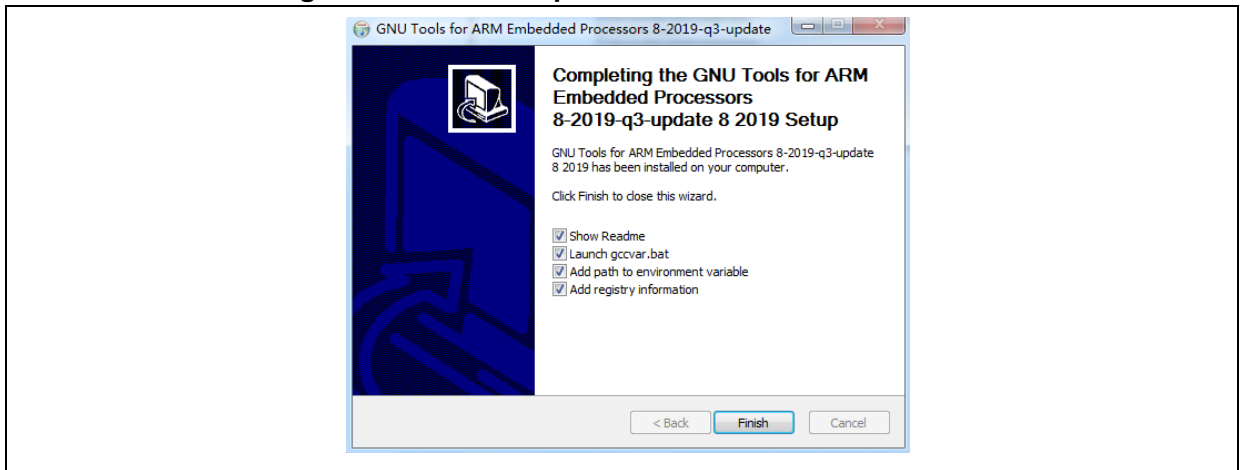 GNU Tools for ARM Embedded Processors 8-2019-q3-update
Completing the GNU Tools for ARM
Embedded Processors
8-2019-q3-update 8 2019 Setup
GNU Tools for ARM Embedded Processors 8-2019-q3-update
8 2019 has been installed on your computer.
Click Finish to close this wizard.
Show Readme
Launch gccvar.bat
Add path to environment variable
Add registry information
< Back
Finish
Cancel